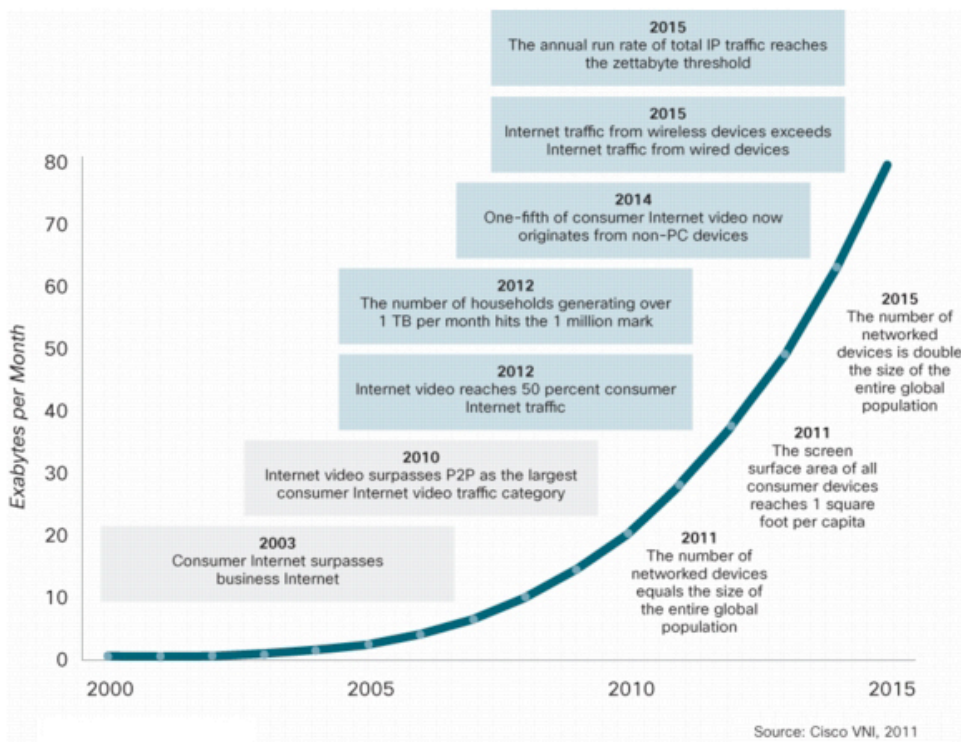 2015
The annual run rate of total IP traffic reaches
the zettabyte threshold
2015
Internet traffic from wireless devices exceeds
Internet traffic from wired devices
2014
One-fifth of consumer Internet video now
originates from non-PC devices
2012
The number of households generating over
1 TB per month hits the 1 million mark
2012
Internet video reaches 50 percent consumer
Internet traffic
2010
Internet video surpasses P2P as the largest
consumer Internet video traffic category
2003
Consumer Internet surpasses
business Internet
2015
The number of
networked
devices is double
the size of the
entire global
population
2011
The screen
surface area of all
consumer devices
reaches 1 square
foot per capita
2011
The number of
networked devices
equals the size of
the entire global
population
Exabytes per Month
80
70
60
50
40
30
20
10
0
2000
2005
2010
2015
Source: Cisco VNI, 2011